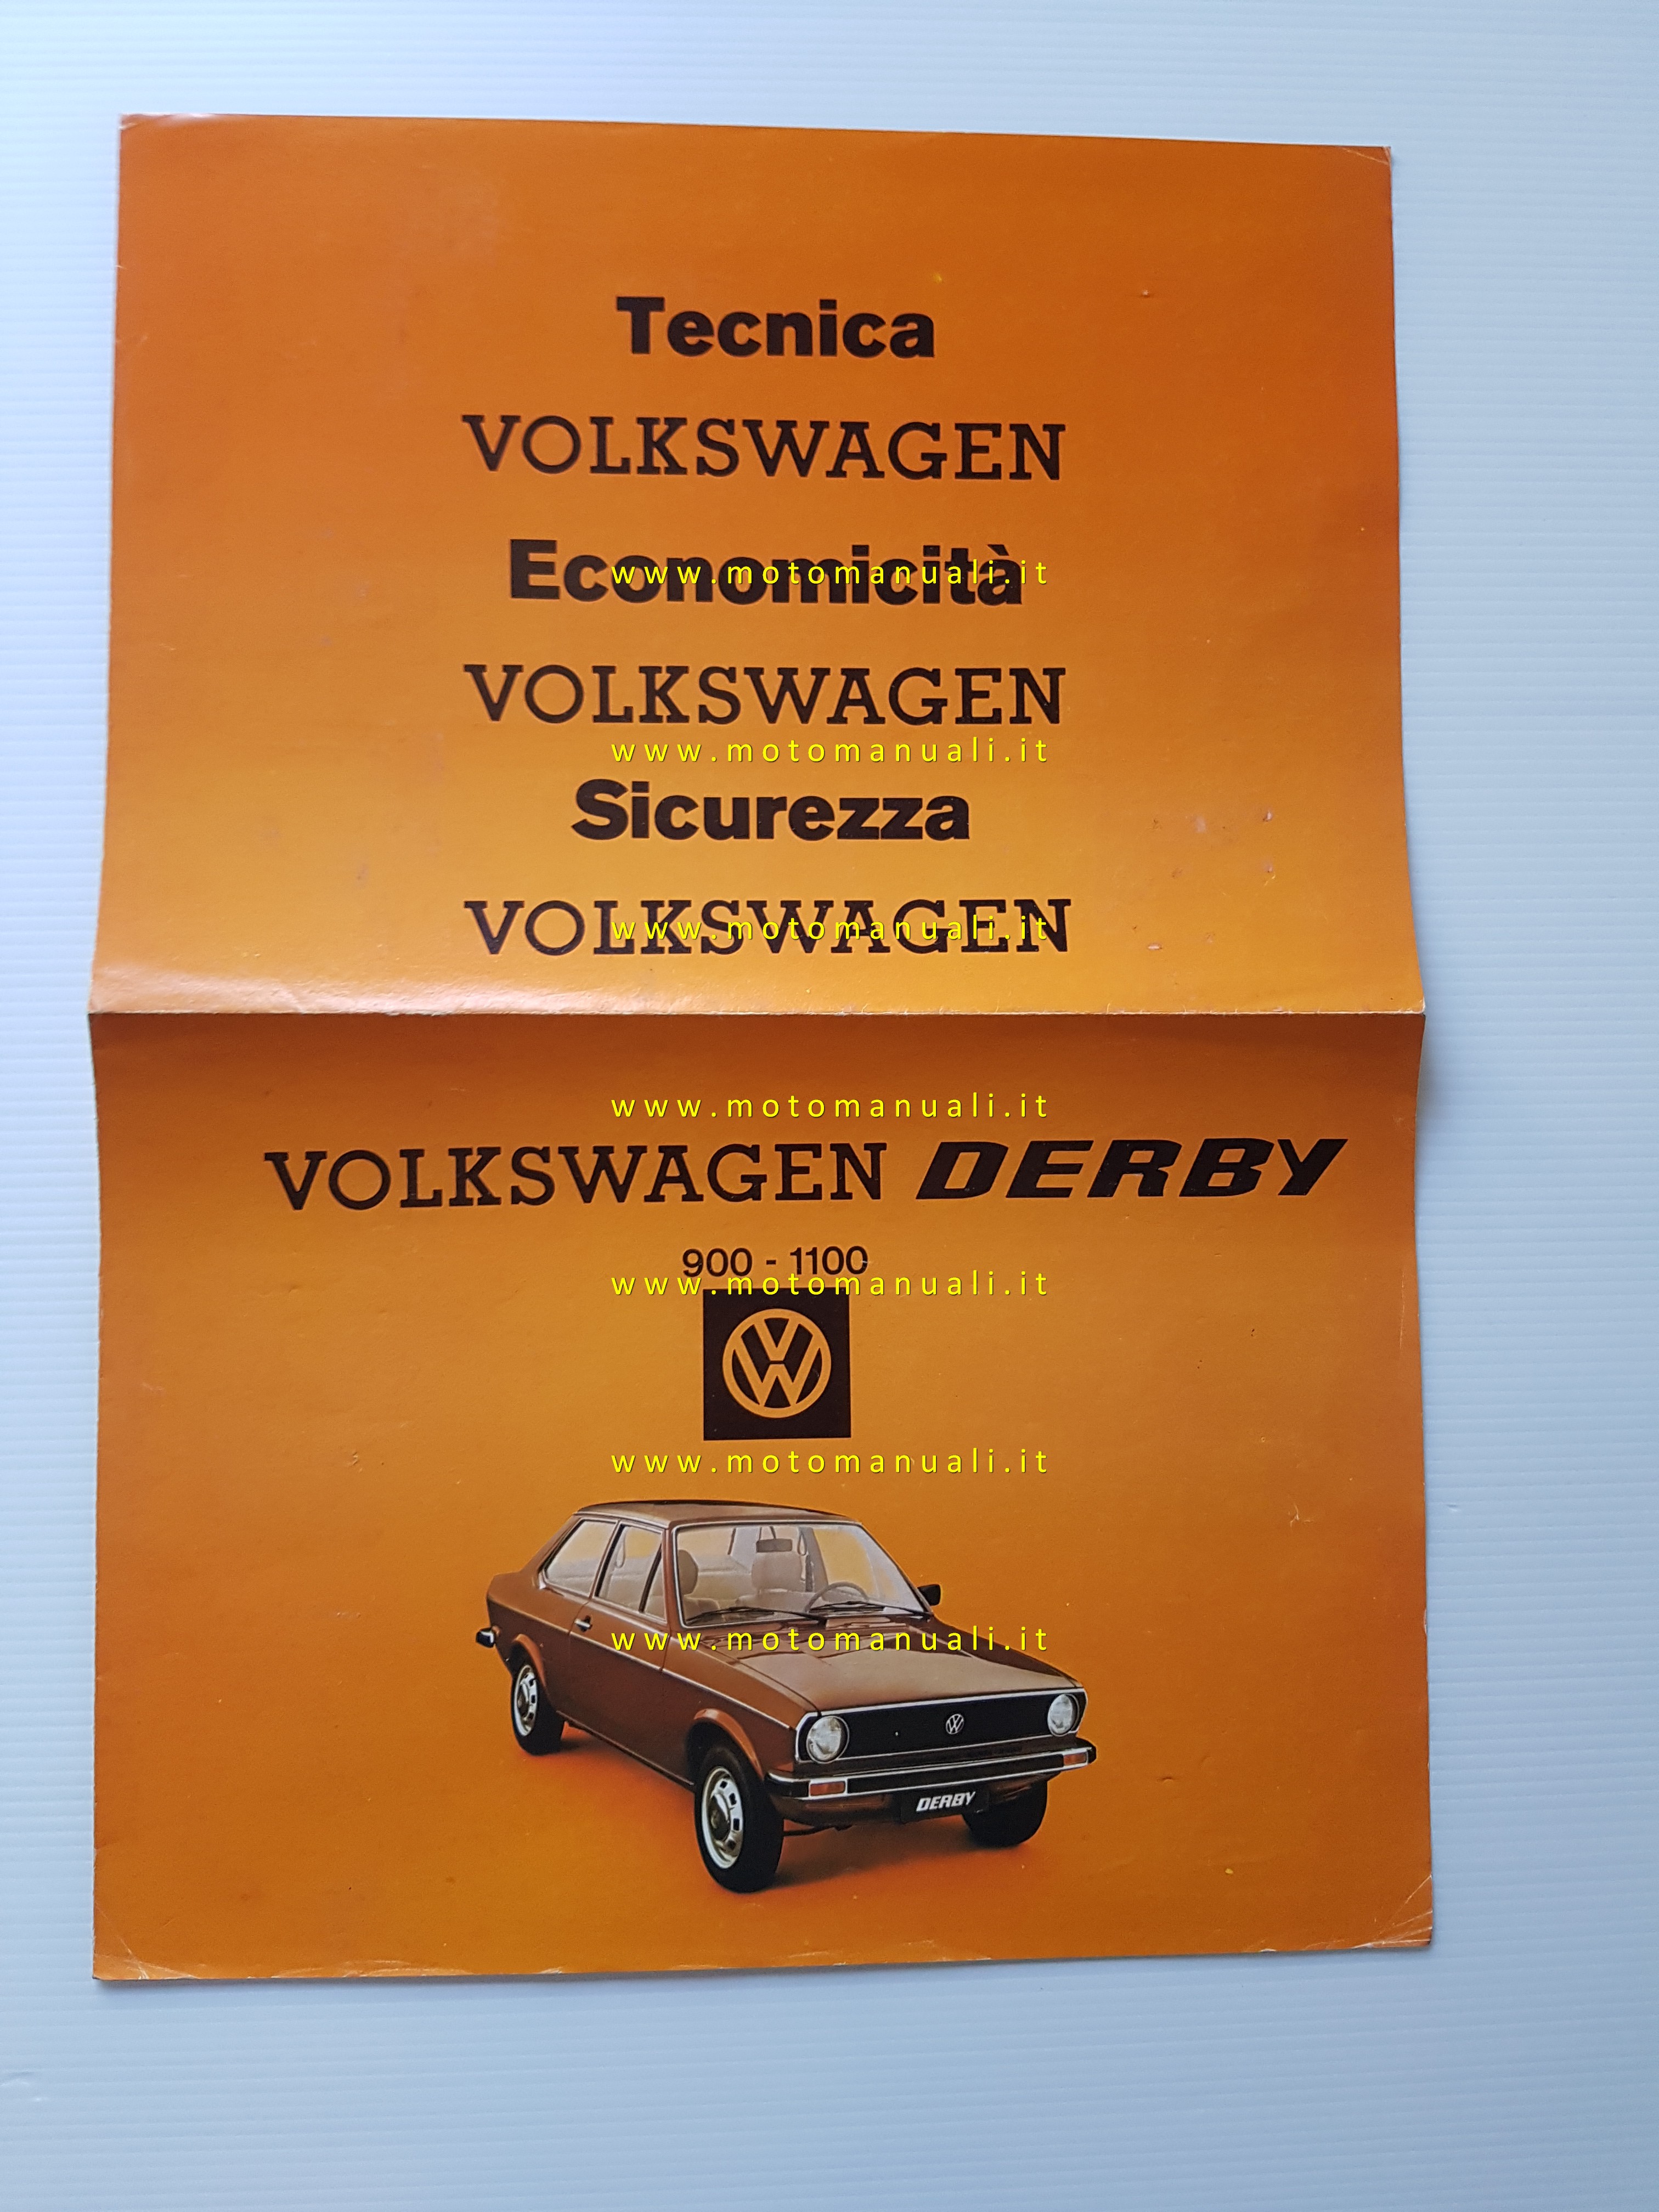 Tecnica
VOLKSWAGEN
Economicità
www.motomanuali.it
VOLKSWAGEN
www.motomanuali.it
Sicurezza
VOLKSWAGEN
www.motomanuali.it
www.motomanuali.it
VOLKSWAGEN DERBY
900 - 1100
www.motomanuali.it
VW
www.motomanuali.it
www.motomanuali.it
VW
DERBY